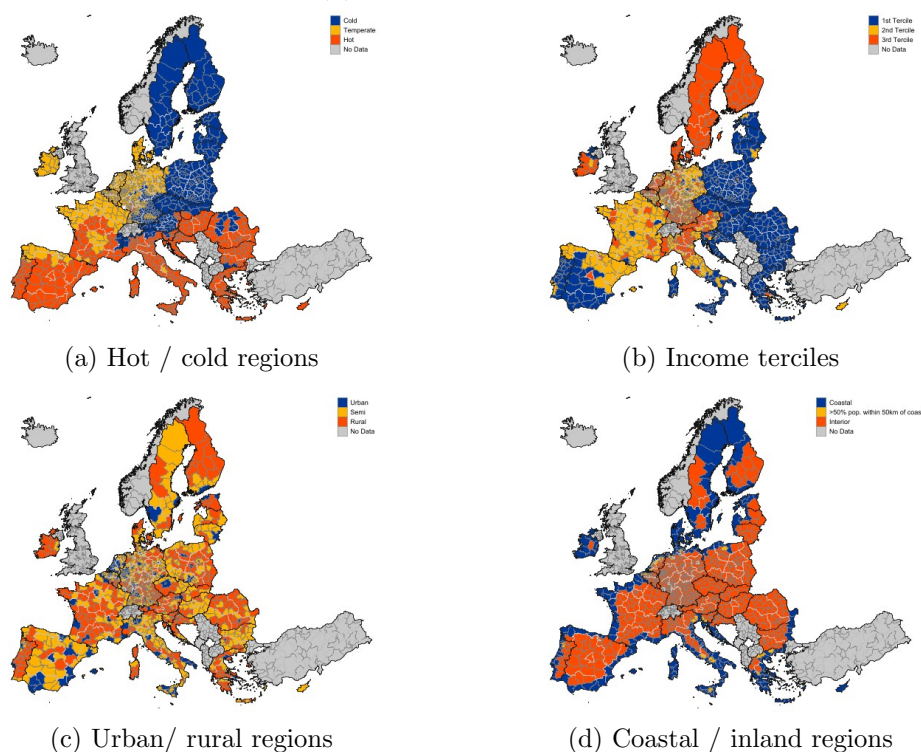 Cold
Temperate
Hot
No Data
1st Tercile
2nd Tercile
3rd Tercile
No Data
(a) Hot / cold regions
(b) Income terciles
Urban
Semi
Rural
No Data
Coastal
>50% pop. within 50km of coas
Interior
No Data
(c) Urban/ rural regions
(d) Coastal / inland regions